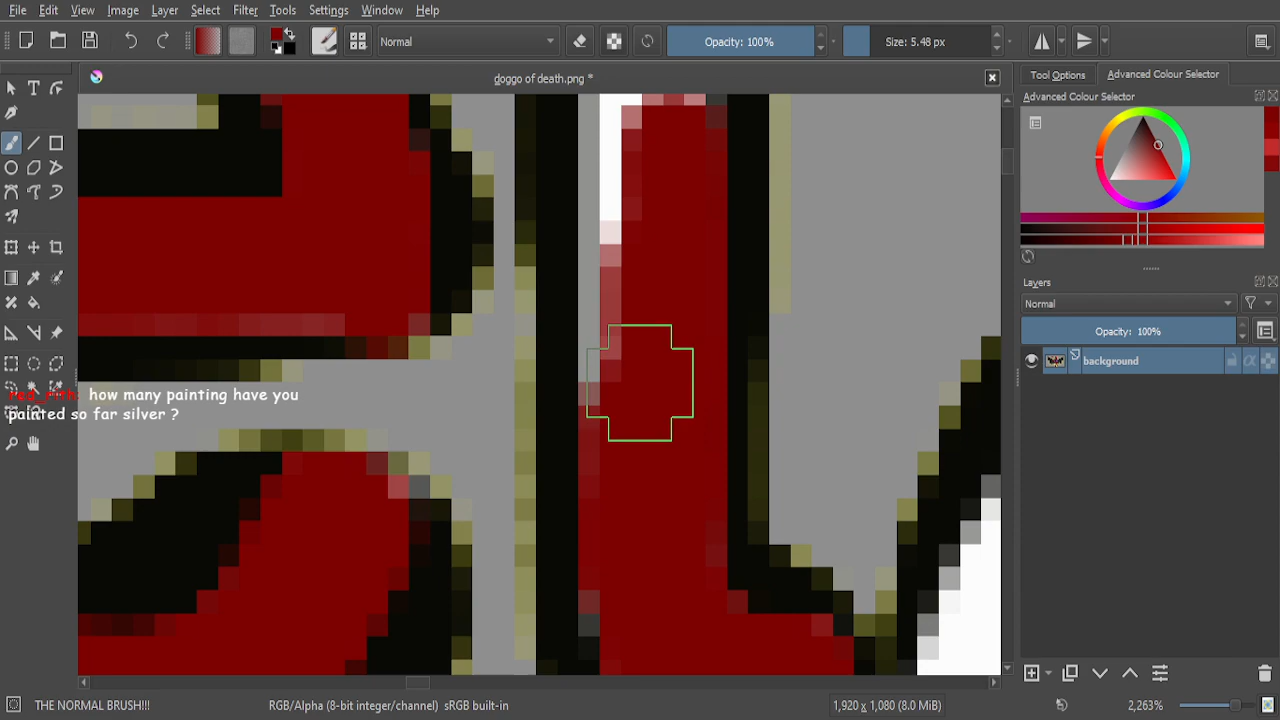 File Edit View Image Layer Select Filter Tools Settings Window Help
Normal Opacity: 100% Size: 5.48 px
doggo of death.png *
Tool Options Advanced Colour Selector
Advanced Colour Selector
Layers
Normal
Opacity: 100%
background
how many painting have you
painted so far silver ?
THE NORMAL BRUSH!!! RGB/Alpha (8-bit integer/channel) sRGB built-in 1,920 x 1,080 (8.0 MiB) 2,263%